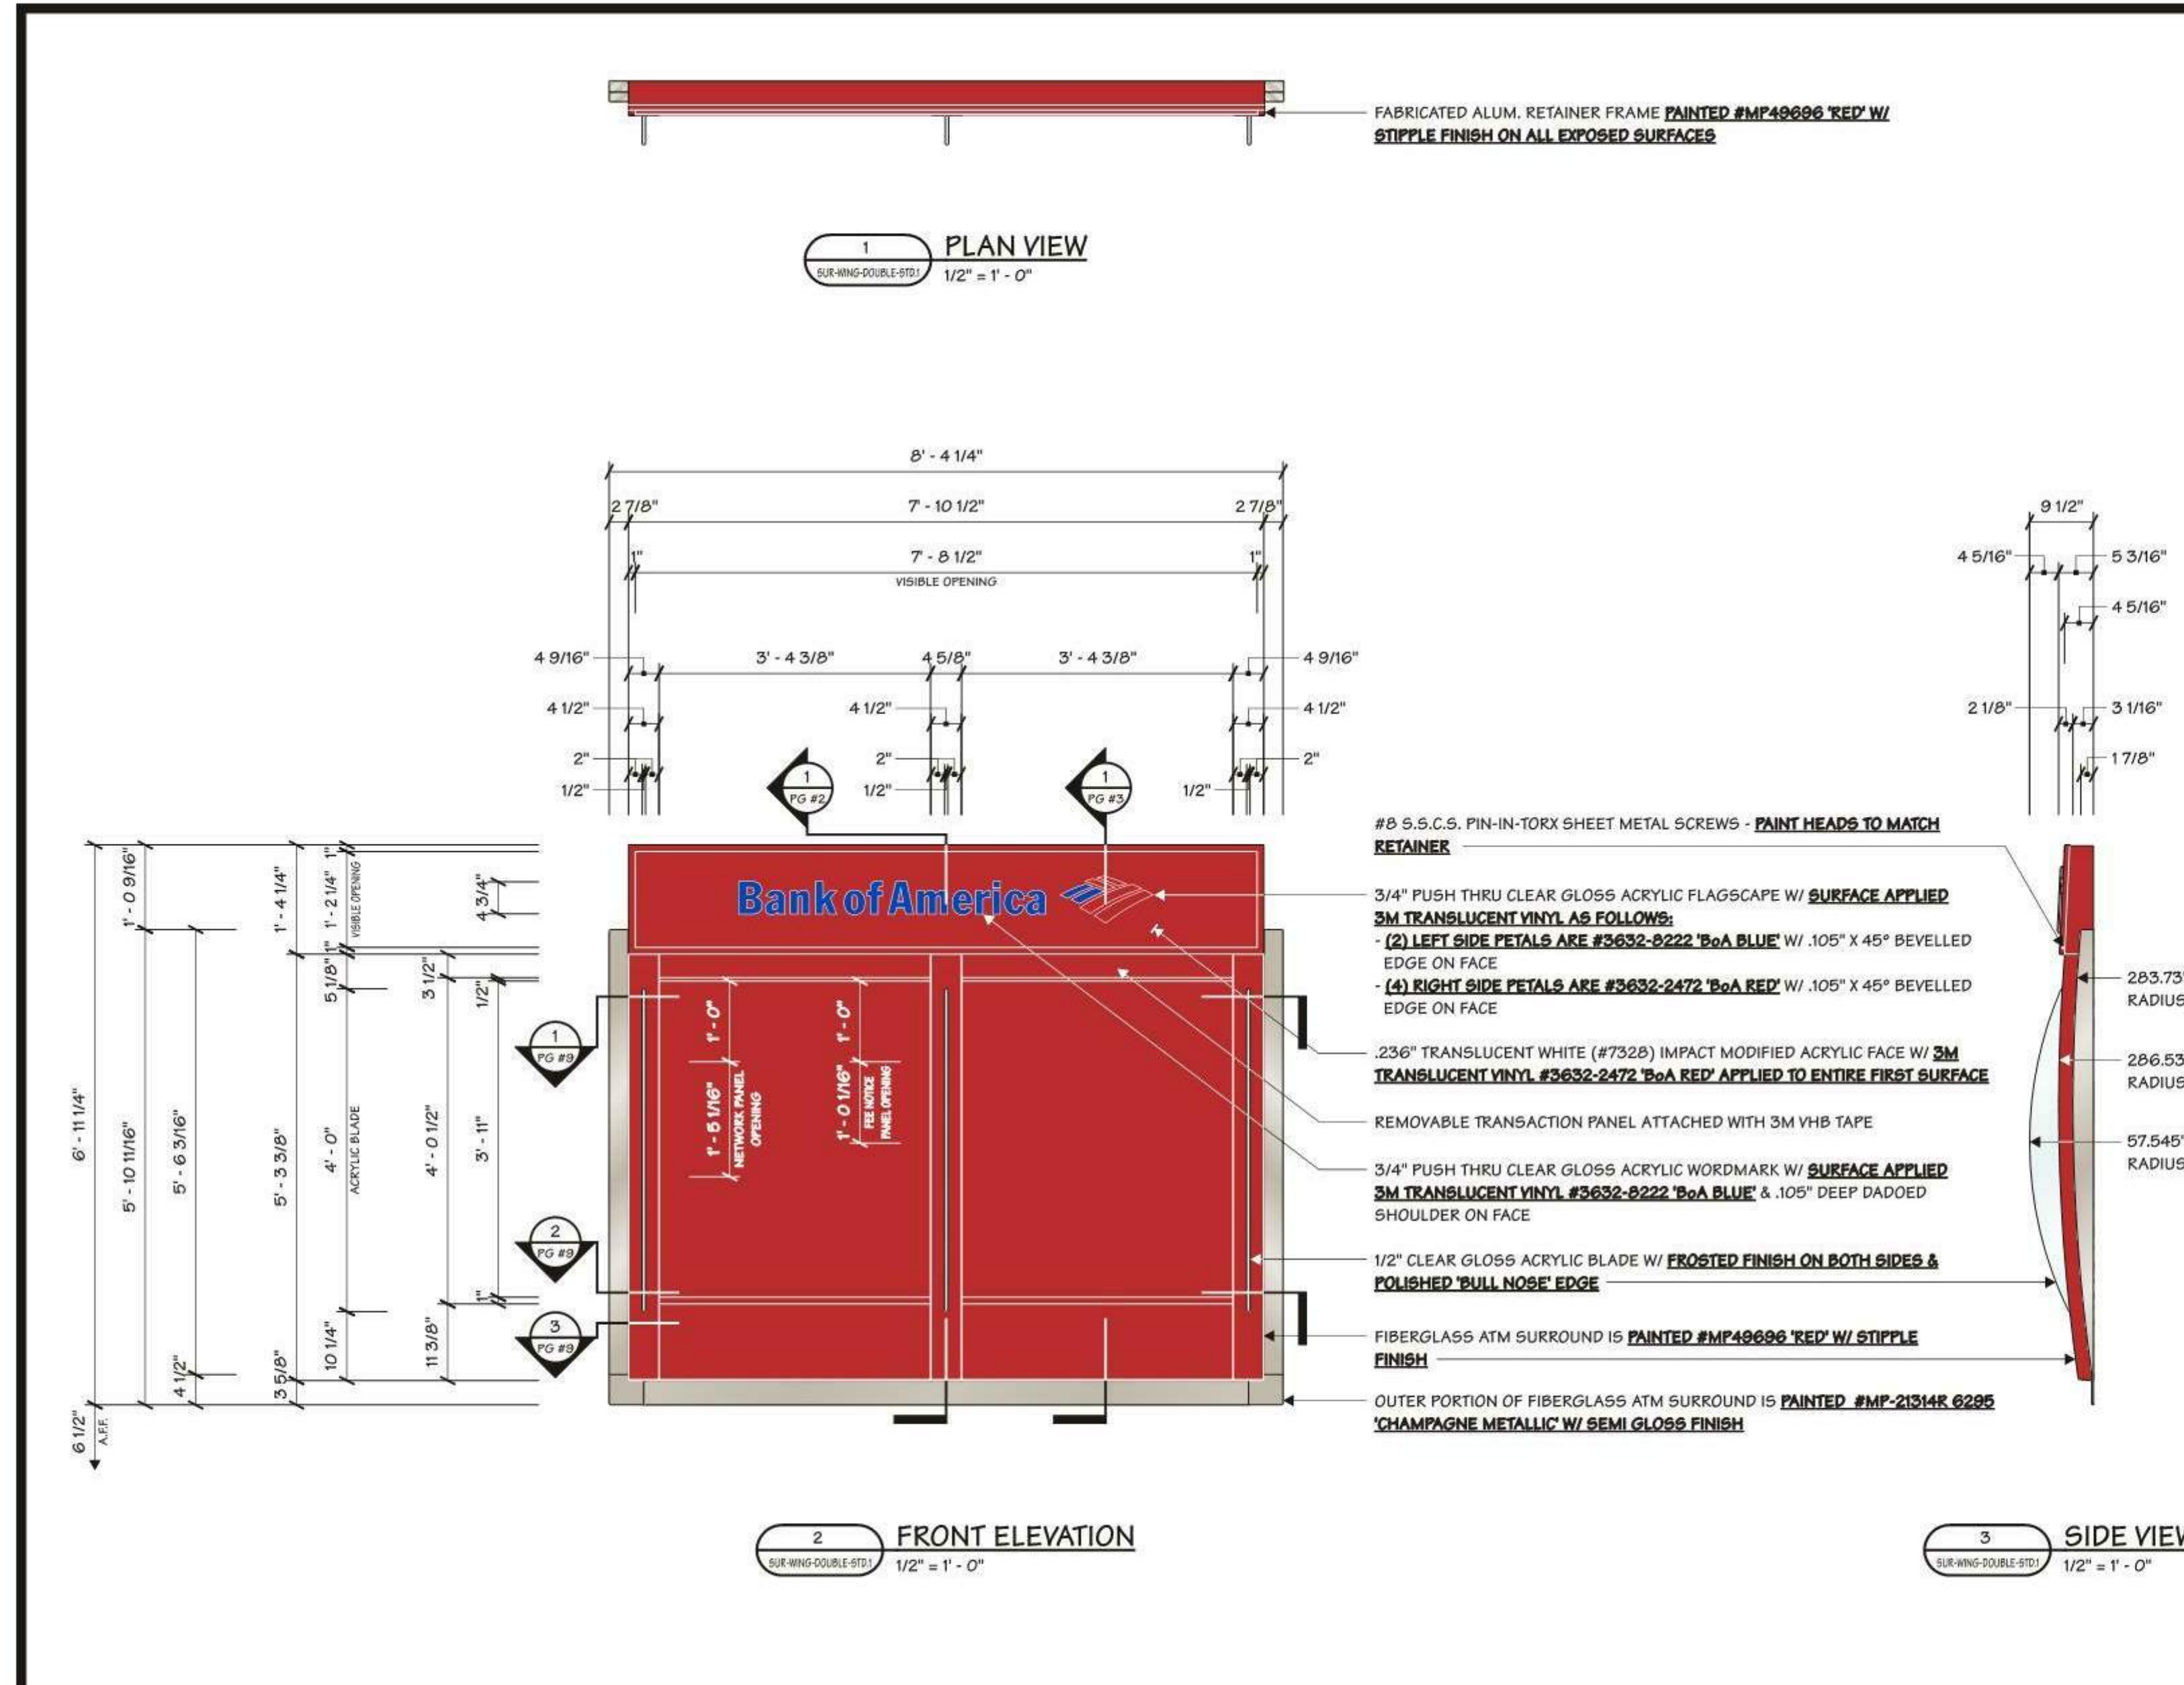 FABRICATED ALUM. RETAINER FRAME PAINTED #MP49696 'RED' W/
STIPPLE FINISH ON ALL EXPOSED SURFACES
1
SUR-WING-DOUBLE-STD.1
PLAN VIEW
1/2" = 1' - 0"
8' - 4 1/4"
2 7/8"
7' - 10 1/2"
2 7/8"
1"
7' - 8 1/2"
1"
VISIBLE OPENING
4 9/16"
3' - 4 3/8"
4 5/8"
3' - 4 3/8"
4 9/16"
4 1/2"
4 1/2"
4 1/2"
2"
2"
2"
1/2"
1/2"
1/2"
1
PG #2
1
PG #3
9 1/2"
4 5/16"
5 3/16"
4 5/16"
2 1/8"
3 1/16"
1 7/8"
6' - 11 1/4"
6 1/2"
A.F.F.
1' - 0 9/16"
5' - 10 11/16"
5' - 6 3/16"
4 1/2"
1' - 4 1/4"
5' - 3 3/8"
3 5/8"
1"
1' - 2 1/4"
VISIBLE OPENING
1"
5 1/8"
4' - 0"
ACRYLIC BLADE
10 1/4"
3 1/2"
4' - 0 1/2"
11 3/8"
4 3/4"
1/2"
3' - 11"
1"
Bank of America
1' - 0"
1' - 5 1/16"
NETWORK PANEL
OPENING
1' - 0"
1' - 0 1/16"
FEE NOTICE
PANEL OPENING
1
PG #9
2
PG #9
3
PG #9
#8 S.S.C.S. PIN-IN-TORX SHEET METAL SCREWS - PAINT HEADS TO MATCH
RETAINER
3/4" PUSH THRU CLEAR GLOSS ACRYLIC FLAGSCAPE W/ SURFACE APPLIED
3M TRANSLUCENT VINYL AS FOLLOWS:
- (2) LEFT SIDE PETALS ARE #3632-8222 'BoA BLUE' W/ .105" X 45° BEVELLED
EDGE ON FACE
- (4) RIGHT SIDE PETALS ARE #3632-2472 'BoA RED' W/ .105" X 45° BEVELLED
EDGE ON FACE
.236" TRANSLUCENT WHITE (#7328) IMPACT MODIFIED ACRYLIC FACE W/ 3M
TRANSLUCENT VINYL #3632-2472 'BoA RED' APPLIED TO ENTIRE FIRST SURFACE
REMOVABLE TRANSACTION PANEL ATTACHED WITH 3M VHB TAPE
3/4" PUSH THRU CLEAR GLOSS ACRYLIC WORDMARK W/ SURFACE APPLIED
3M TRANSLUCENT VINYL #3632-8222 'BoA BLUE' & .105" DEEP DADOED
SHOULDER ON FACE
1/2" CLEAR GLOSS ACRYLIC BLADE W/ FROSTED FINISH ON BOTH SIDES &
POLISHED 'BULL NOSE' EDGE
FIBERGLASS ATM SURROUND IS PAINTED #MP49696 'RED' W/ STIPPLE
FINISH
OUTER PORTION OF FIBERGLASS ATM SURROUND IS PAINTED #MP-21314R 6295
'CHAMPAGNE METALLIC' W/ SEMI GLOSS FINISH
283.73"
RADIUS
286.53
RADIUS
57.545"
RADIUS
2
SUR-WING-DOUBLE-STD.1
FRONT ELEVATION
1/2" = 1' - 0"
3
SUR-WING-DOUBLE-STD.1
SIDE VIEW
1/2" = 1' - 0"